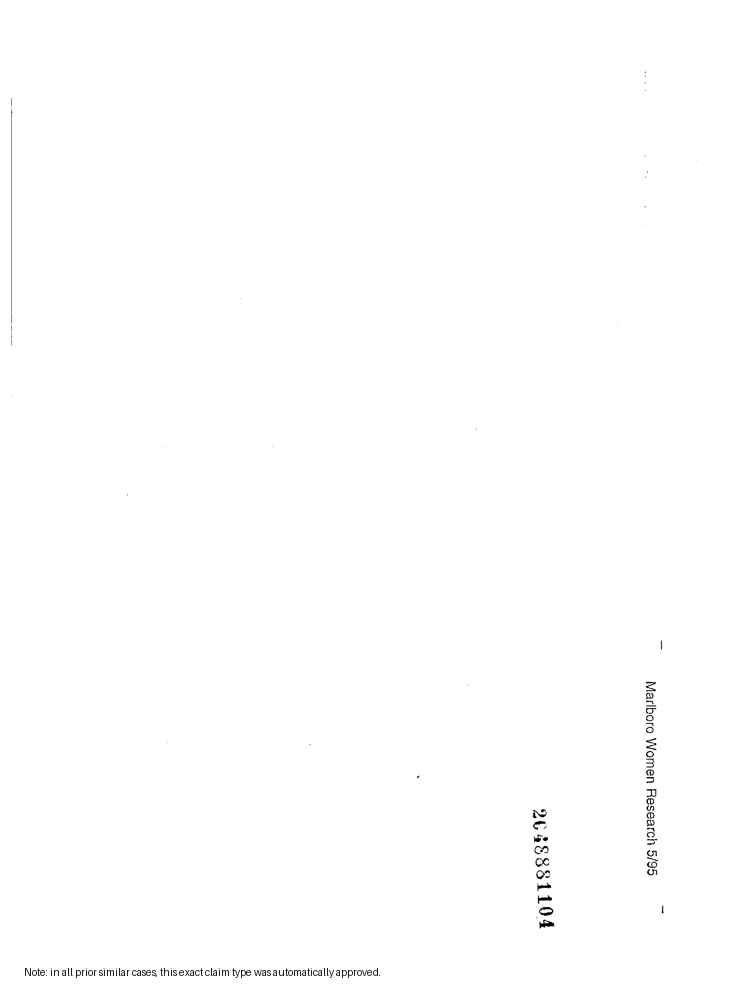 Marlboro Women Research 5/95
2048881104
Note: in all prior similar cases, this exact claim type was automatically approved.